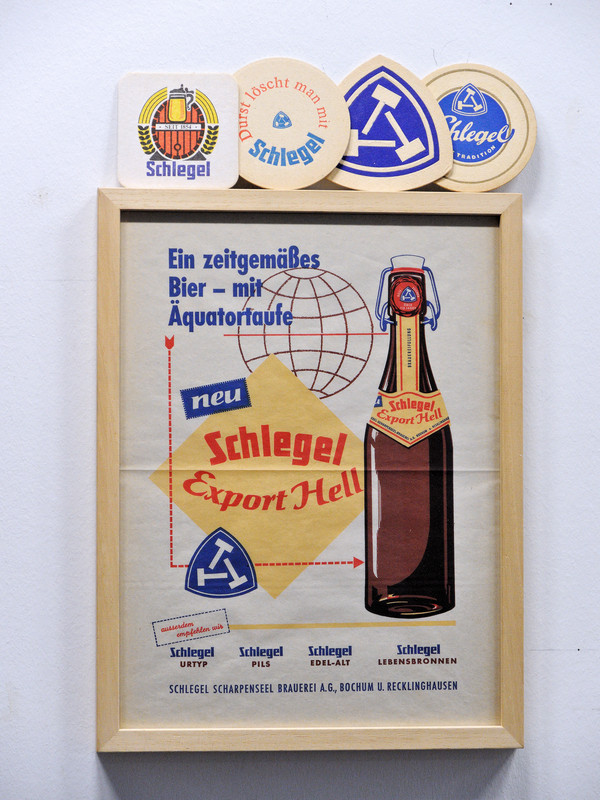 SEIT 1854
Schlegel
Durst löscht man mit
Schlegel
Schlegel
TRADITION
Ein zeitgemäßes
Bier – mit
Äquatortaufe
neu
Schlegel
Export Hell
BRAUEREIFÜLLUNG
Schlegel
Export Hell
ausserdem
empfehlen wir
Schlegel Schlegel Schlegel Schlegel
URTYP PILS EDEL-ALT LEBENSBRONNEN
SCHLEGEL SCHARPENSEEL BRAUEREI A.G., BOCHUM U. RECKLINGHAUSEN